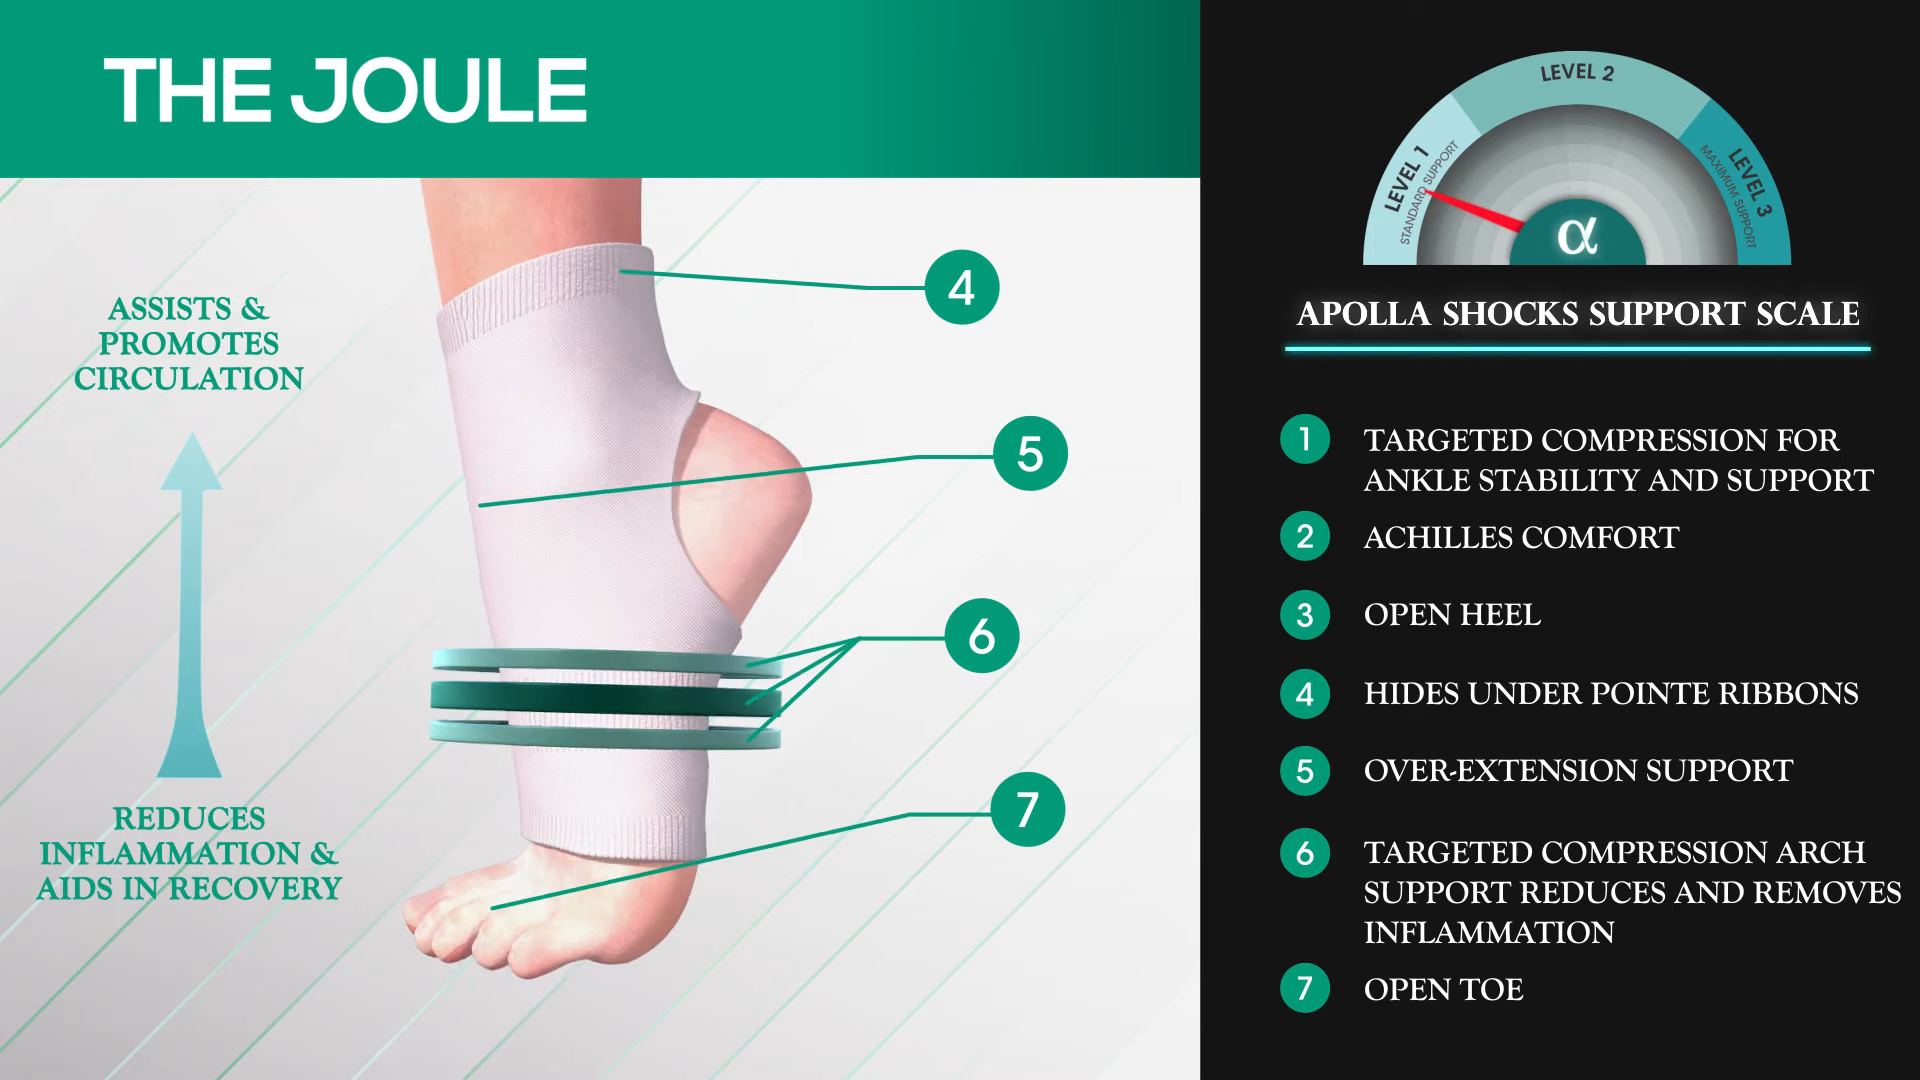 THE JOULE
ASSISTS &
PROMOTES
CIRCULATION
REDUCES
INFLAMMATION &
AIDS IN RECOVERY
4
5
6
7
LEVEL 1
STANDARD SUPPORT
LEVEL 2
LEVEL 3
MAXIMUM SUPPORT
α
APOLLA SHOCKS SUPPORT SCALE
1 TARGETED COMPRESSION FOR
ANKLE STABILITY AND SUPPORT
2 ACHILLES COMFORT
3 OPEN HEEL
4 HIDES UNDER POINTE RIBBONS
5 OVER-EXTENSION SUPPORT
6 TARGETED COMPRESSION ARCH
SUPPORT REDUCES AND REMOVES
INFLAMMATION
7 OPEN TOE